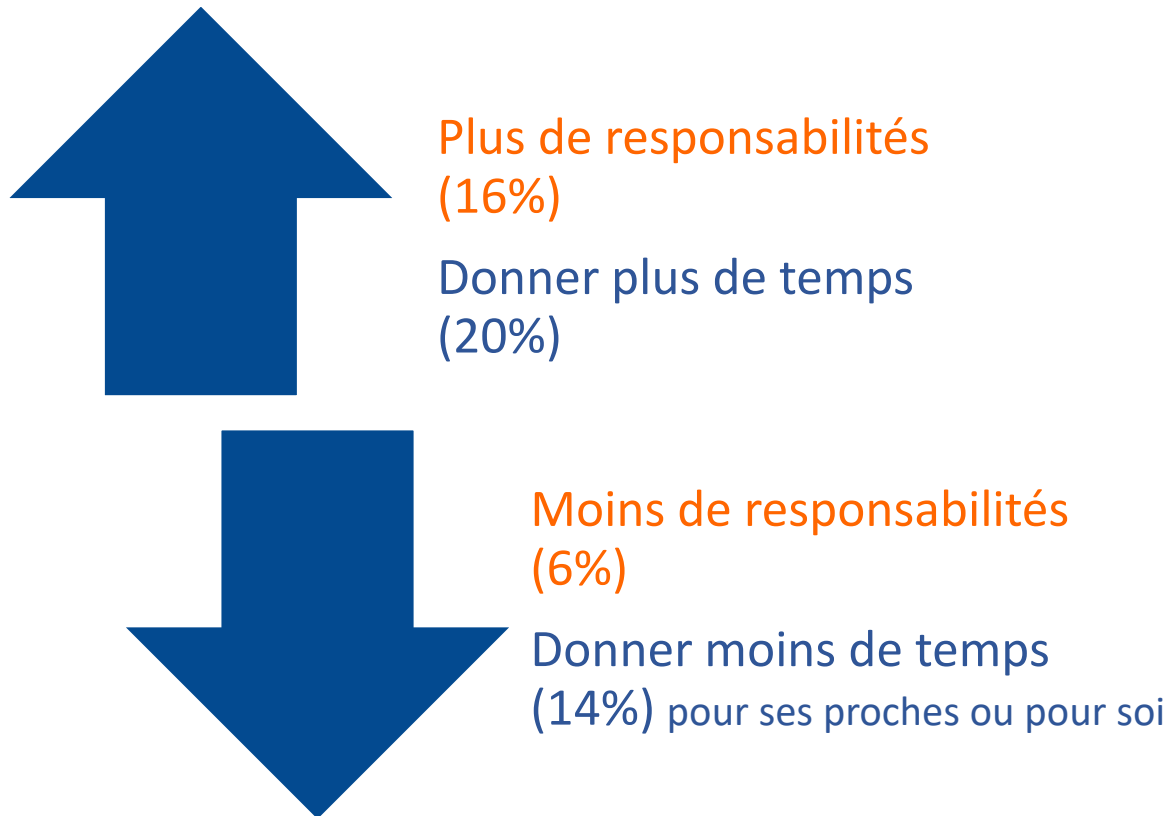 Plus de responsabilités
(16%)
Donner plus de temps
(20%)
Moins de responsabilités
(6%)
Donner moins de temps
(14%) pour ses proches ou pour soi